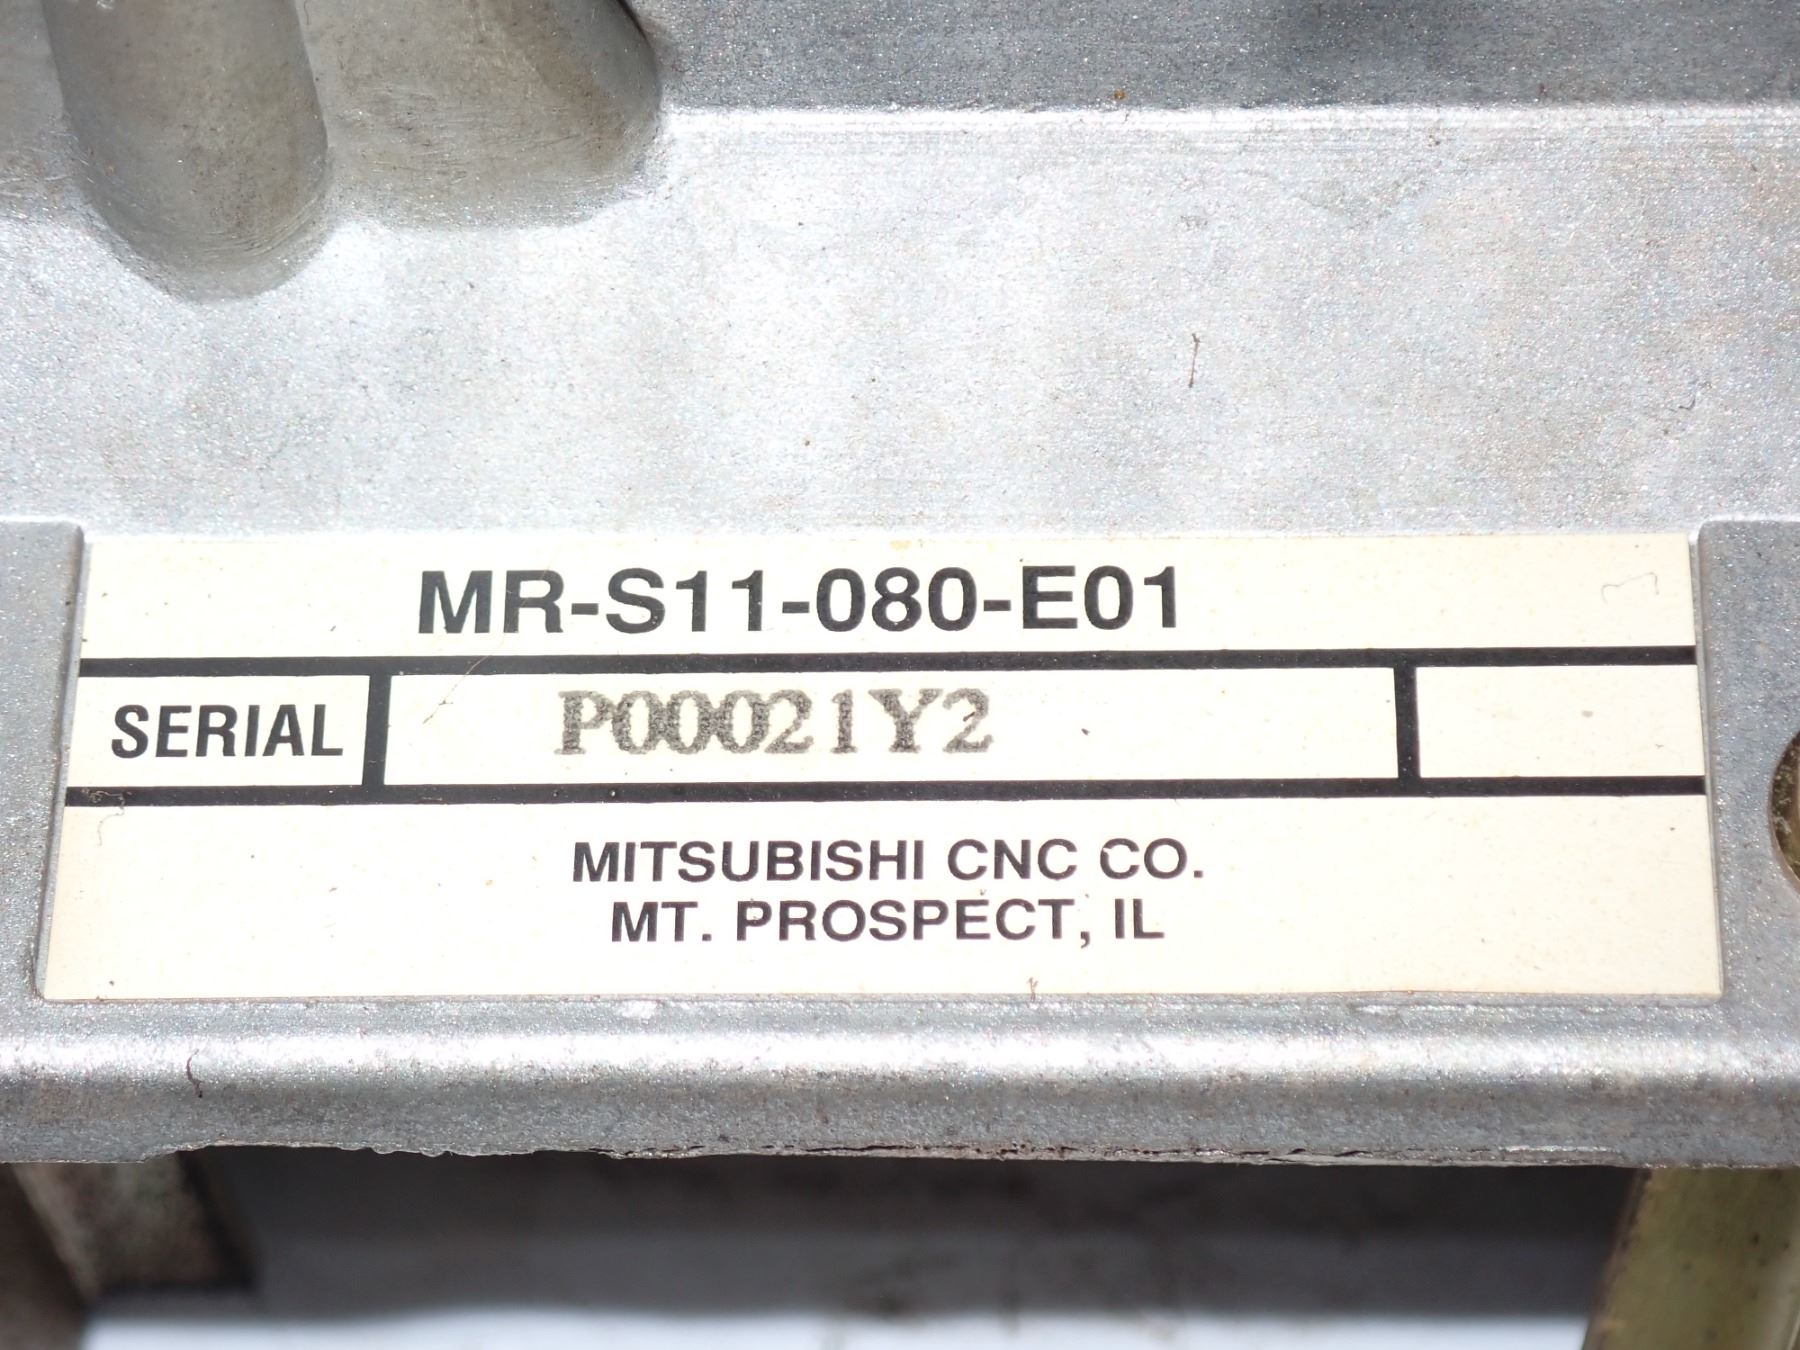 MR-S11-080-E01
SERIAL P00021Y2
MITSUBISHI CNC CO.
MT. PROSPECT, IL